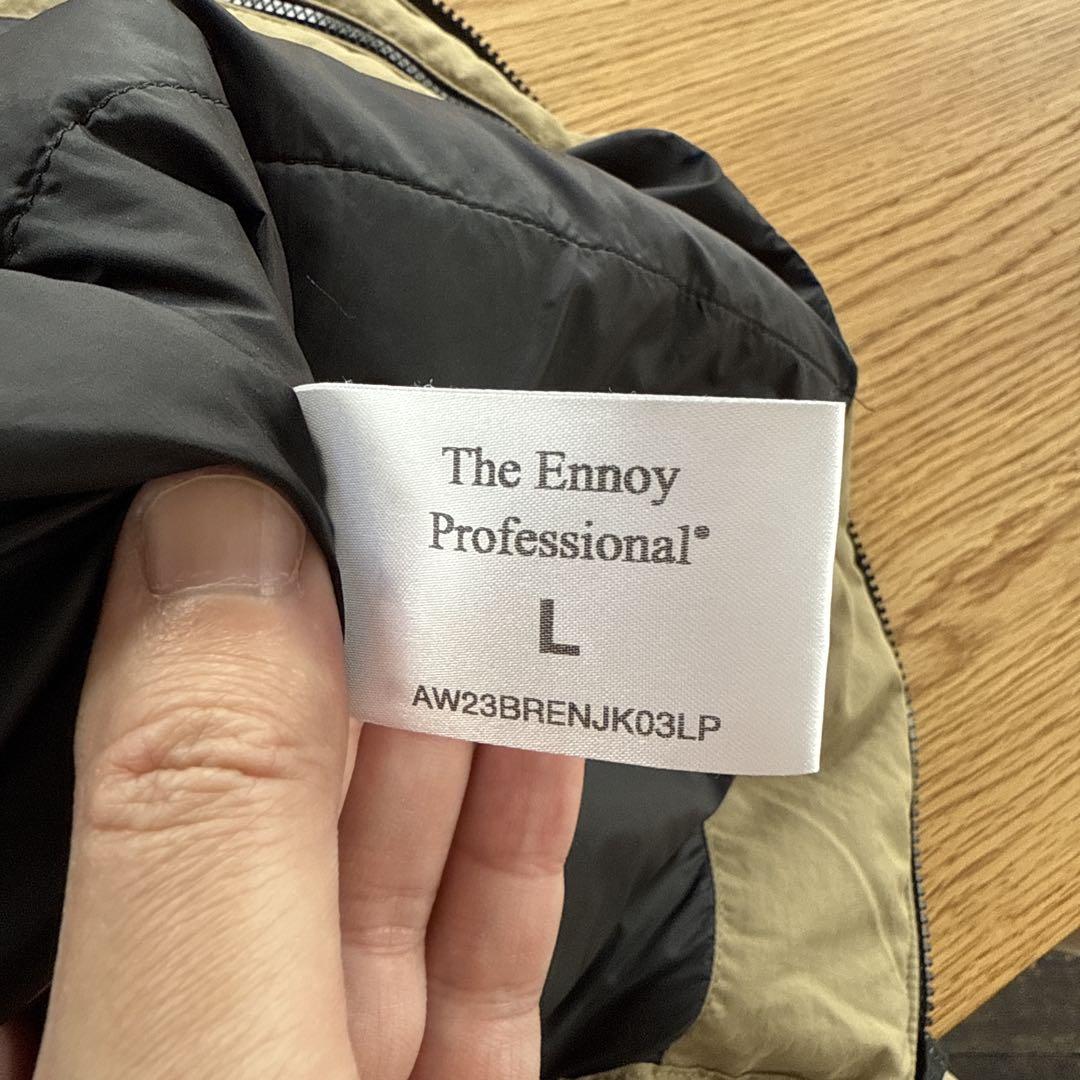 The Ennoy
Professional®
L
AW23BRENJK03LP